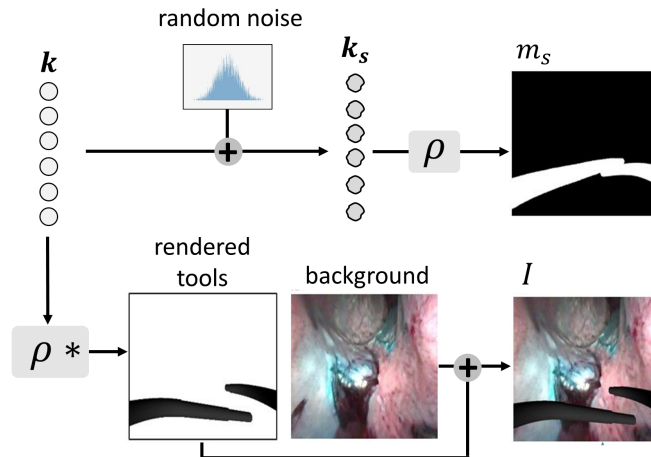 random noise
k
k_s
m_s
+
ρ
rendered
tools
background
I
ρ *
+